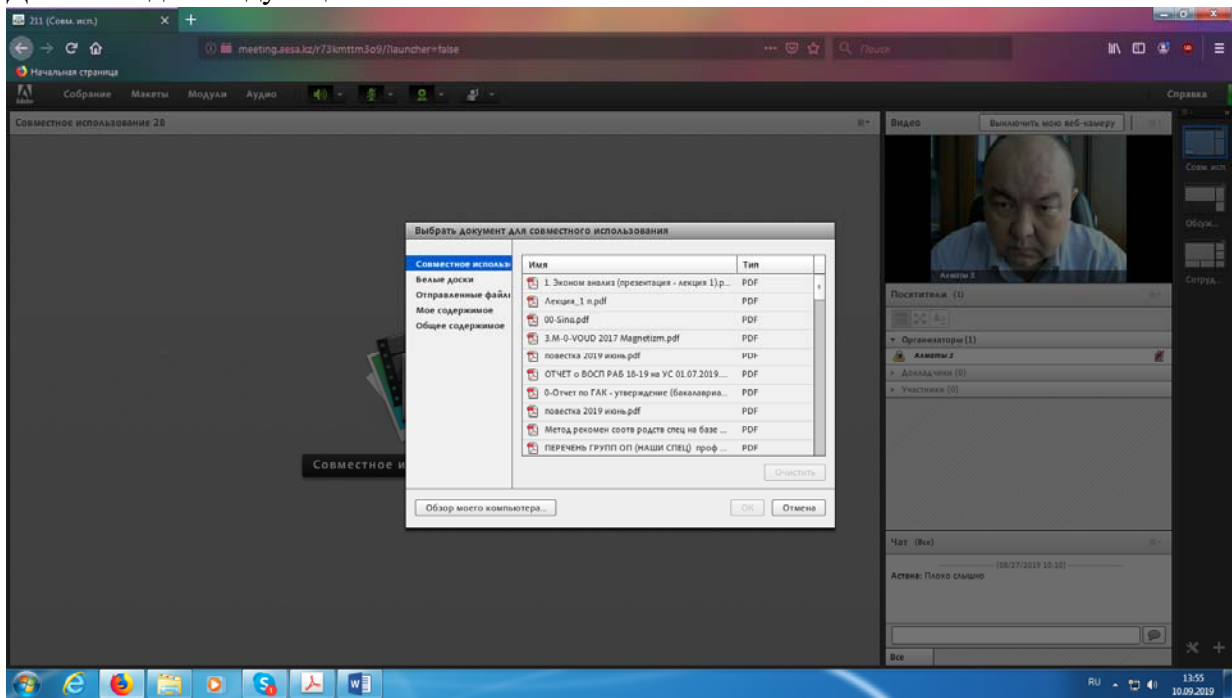 211 (Совм. исп.)
meeting.aesa.kz/r73kmttm3o9/?launcher=false
Поиск
Начальная страница
Собрание Макеты Модули Аудио
Справка
Совместное использование 28
Видео
Выключить мою веб-камеру
Совм. исп
Обсуж...
Сотруд...
Алматы 3
Выбрать документ для совместного использования
Совместное использ
Белые доски
Отправленные файл
Мое содержимое
Общее содержимое
Имя Тип
1. Эконом анализ (презентация - лекция 1).p... PDF
Лекция_1 п.pdf PDF
00-Sina.pdf PDF
3.M-0-VOUD 2017 Magnetizm.pdf PDF
повестка 2019 июнь.pdf PDF
ОТЧЕТ о ВОСП РАБ 18-19 на УС 01.07.2019.... PDF
0-Отчет по ГАК - утверждение (бакалавриа... PDF
повестка 2019 июнь.pdf PDF
Метод рекомен соотв родств спец на базе ... PDF
ПЕРЕЧЕНЬ ГРУПП ОП (НАШИ СПЕЦ) проф ... PDF
Очистить
Обзор моего компьютера...
OK
Отмена
Совместное и
Посетители (1)
Организаторы (1)
Алматы 3
Докладчики (0)
Участники (0)
Чат (Все)
(06/27/2019 10:10)
Астана: Плохо слышно
Все
RU
13:55
10.09.2019